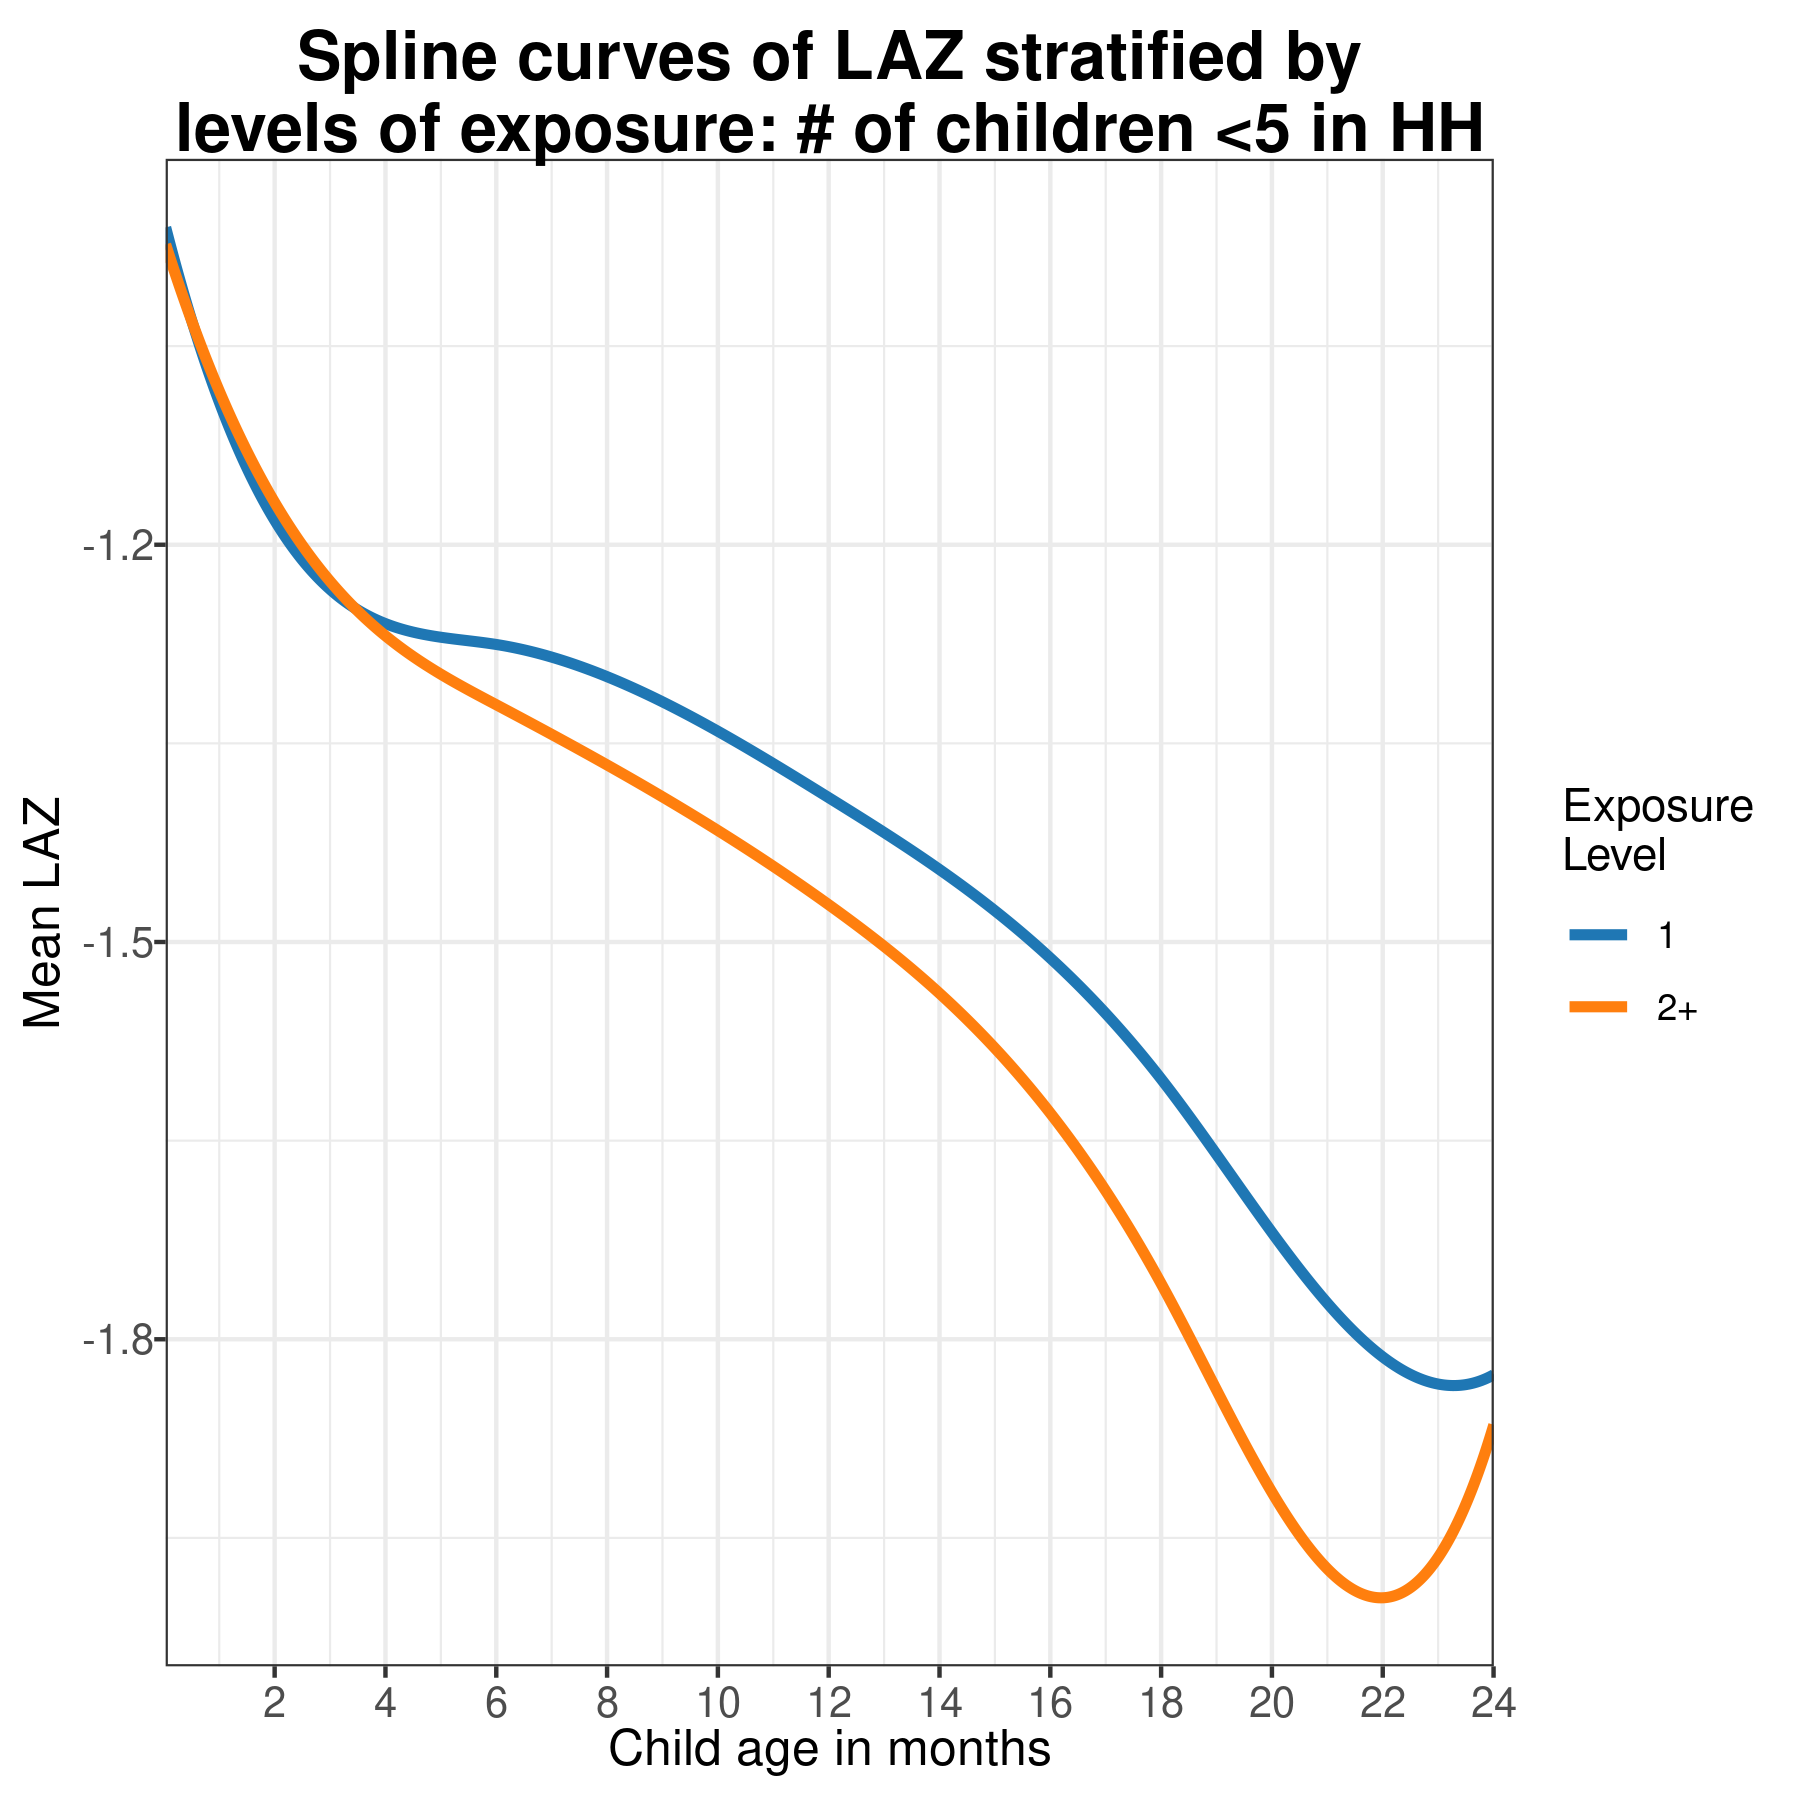 Spline curves of LAZ stratified by
levels of exposure: # of children <5 in HH
Mean LAZ
-1.2
-1.5
-1.8
2 4 6 8 10 12 14 16 18 20 22 24
Child age in months
Exposure
Level
1
2+